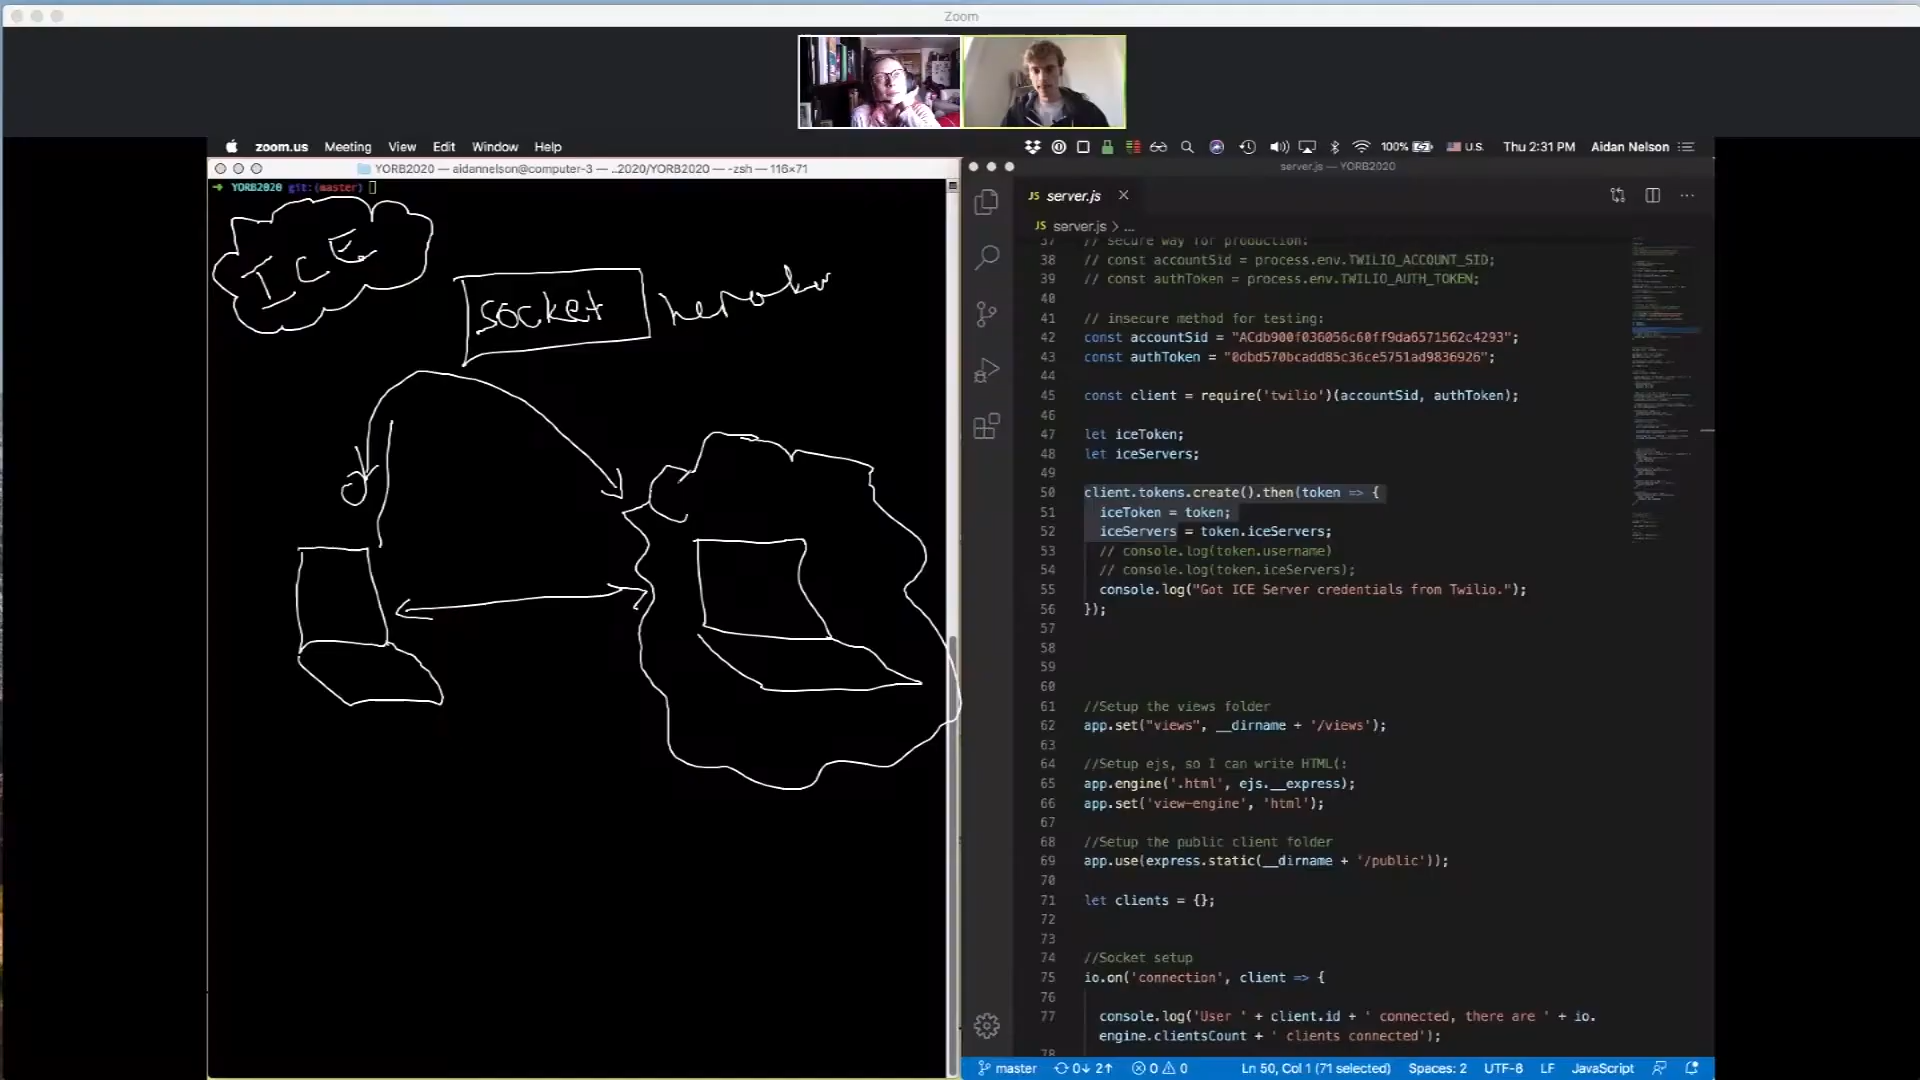 Zoom
zoom.us Meeting View Edit Window Help
100% U.S. Thu 2:31 PM Aidan Nelson
YORB2020 — aidannelson@computer-3 — ..2020/YORB2020 — -zsh — 116×71
server.js — YORB2020
YORB2020 git:(master)
ICE
socket heroku
JS server.js
JS server.js > ...
37 // secure way for production:
38 // const accountSid = process.env.TWILIO_ACCOUNT_SID;
39 // const authToken = process.env.TWILIO_AUTH_TOKEN;
40
41 // insecure method for testing:
42 const accountSid = "ACdb900f036056c60ff9da6571562c4293";
43 const authToken = "0dbd570bcadd85c36ce5751ad9836926";
44
45 const client = require('twilio')(accountSid, authToken);
46
47 let iceToken;
48 let iceServers;
49
50 client.tokens.create().then(token => {
51 iceToken = token;
52 iceServers = token.iceServers;
53 // console.log(token.username)
54 // console.log(token.iceServers);
55 console.log("Got ICE Server credentials from Twilio.");
56 });
57
58
59
60
61 //Setup the views folder
62 app.set("views", __dirname + '/views');
63
64 //Setup ejs, so I can write HTML(:
65 app.engine('.html', ejs.__express);
66 app.set('view-engine', 'html');
67
68 //Setup the public client folder
69 app.use(express.static(__dirname + '/public'));
70
71 let clients = {};
72
73
74 //Socket setup
75 io.on('connection', client => {
76
77 console.log('User ' + client.id + ' connected, there are ' + io.
engine.clientsCount + ' clients connected');
78
master 0↓ 2↑ 0 0 Ln 50, Col 1 (71 selected) Spaces: 2 UTF-8 LF JavaScript